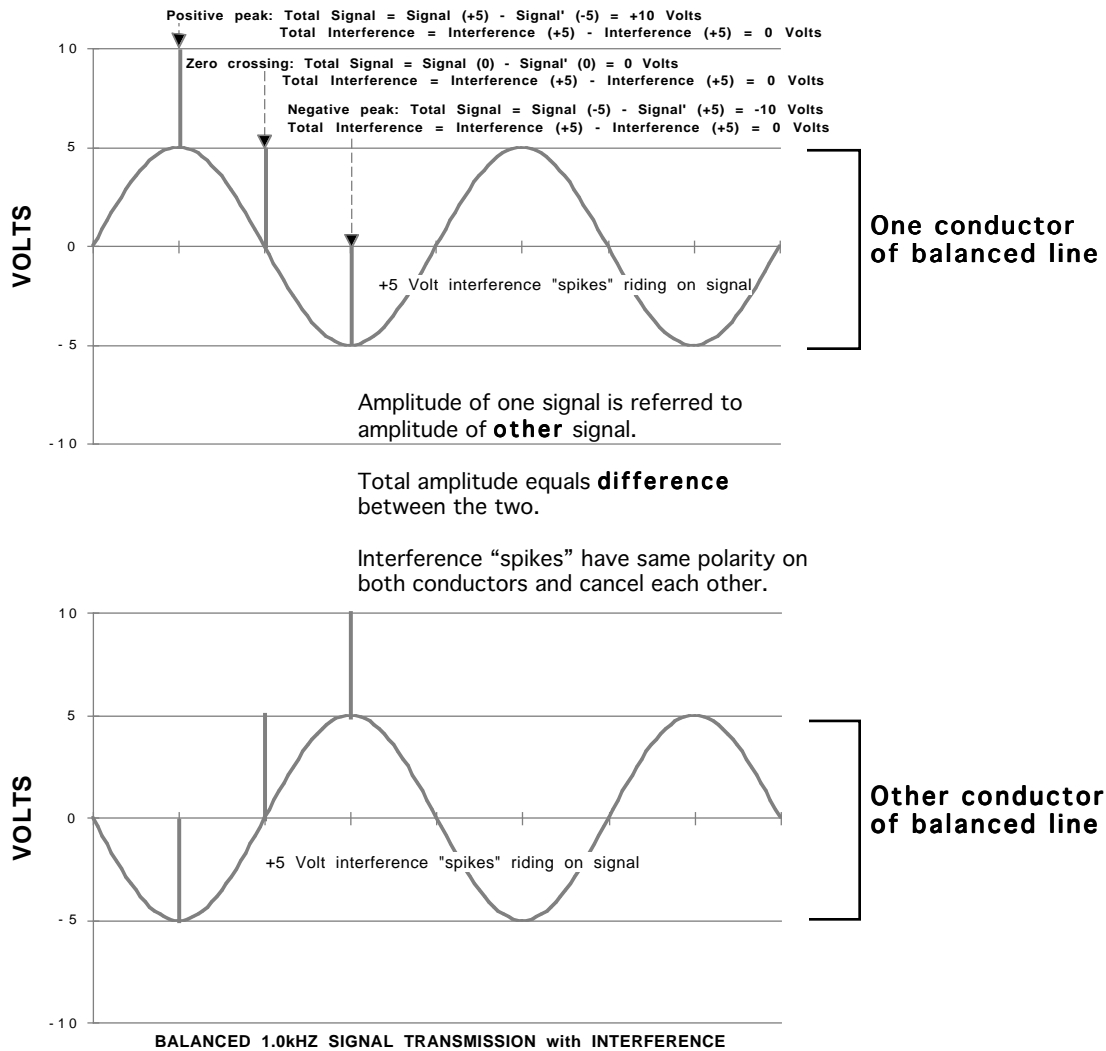 Positive peak: Total Signal = Signal (+5) - Signal' (-5) = +10 Volts
Total Interference = Interference (+5) - Interference (+5) = 0 Volts
Zero crossing: Total Signal = Signal (0) - Signal' (0) = 0 Volts
Total Interference = Interference (+5) - Interference (+5) = 0 Volts
Negative peak: Total Signal = Signal (-5) - Signal' (+5) = -10 Volts
Total Interference = Interference (+5) - Interference (+5) = 0 Volts
10
5
0
-5
-10
VOLTS
+5 Volt interference "spikes" riding on signal
One conductor
of balanced line
Amplitude of one signal is referred to
amplitude of other signal.
Total amplitude equals difference
between the two.
Interference “spikes” have same polarity on
both conductors and cancel each other.
10
5
0
-5
-10
VOLTS
+5 Volt interference "spikes" riding on signal
Other conductor
of balanced line
BALANCED 1.0kHZ SIGNAL TRANSMISSION with INTERFERENCE